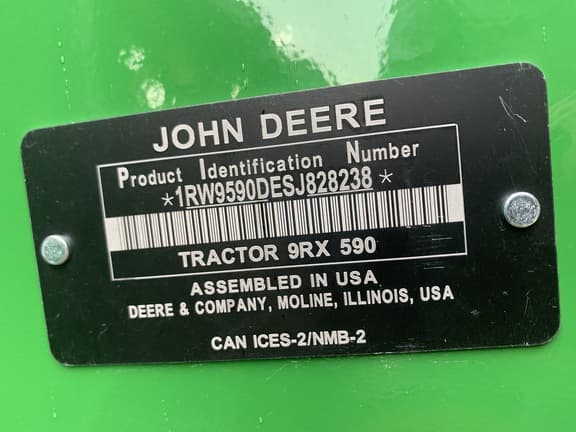 JOHN DEERE
Product Identification Number
*1RW9590DESJ828238*
TRACTOR 9RX 590
ASSEMBLED IN USA
DEERE & COMPANY, MOLINE, ILLINOIS, USA
CAN ICES-2/NMB-2